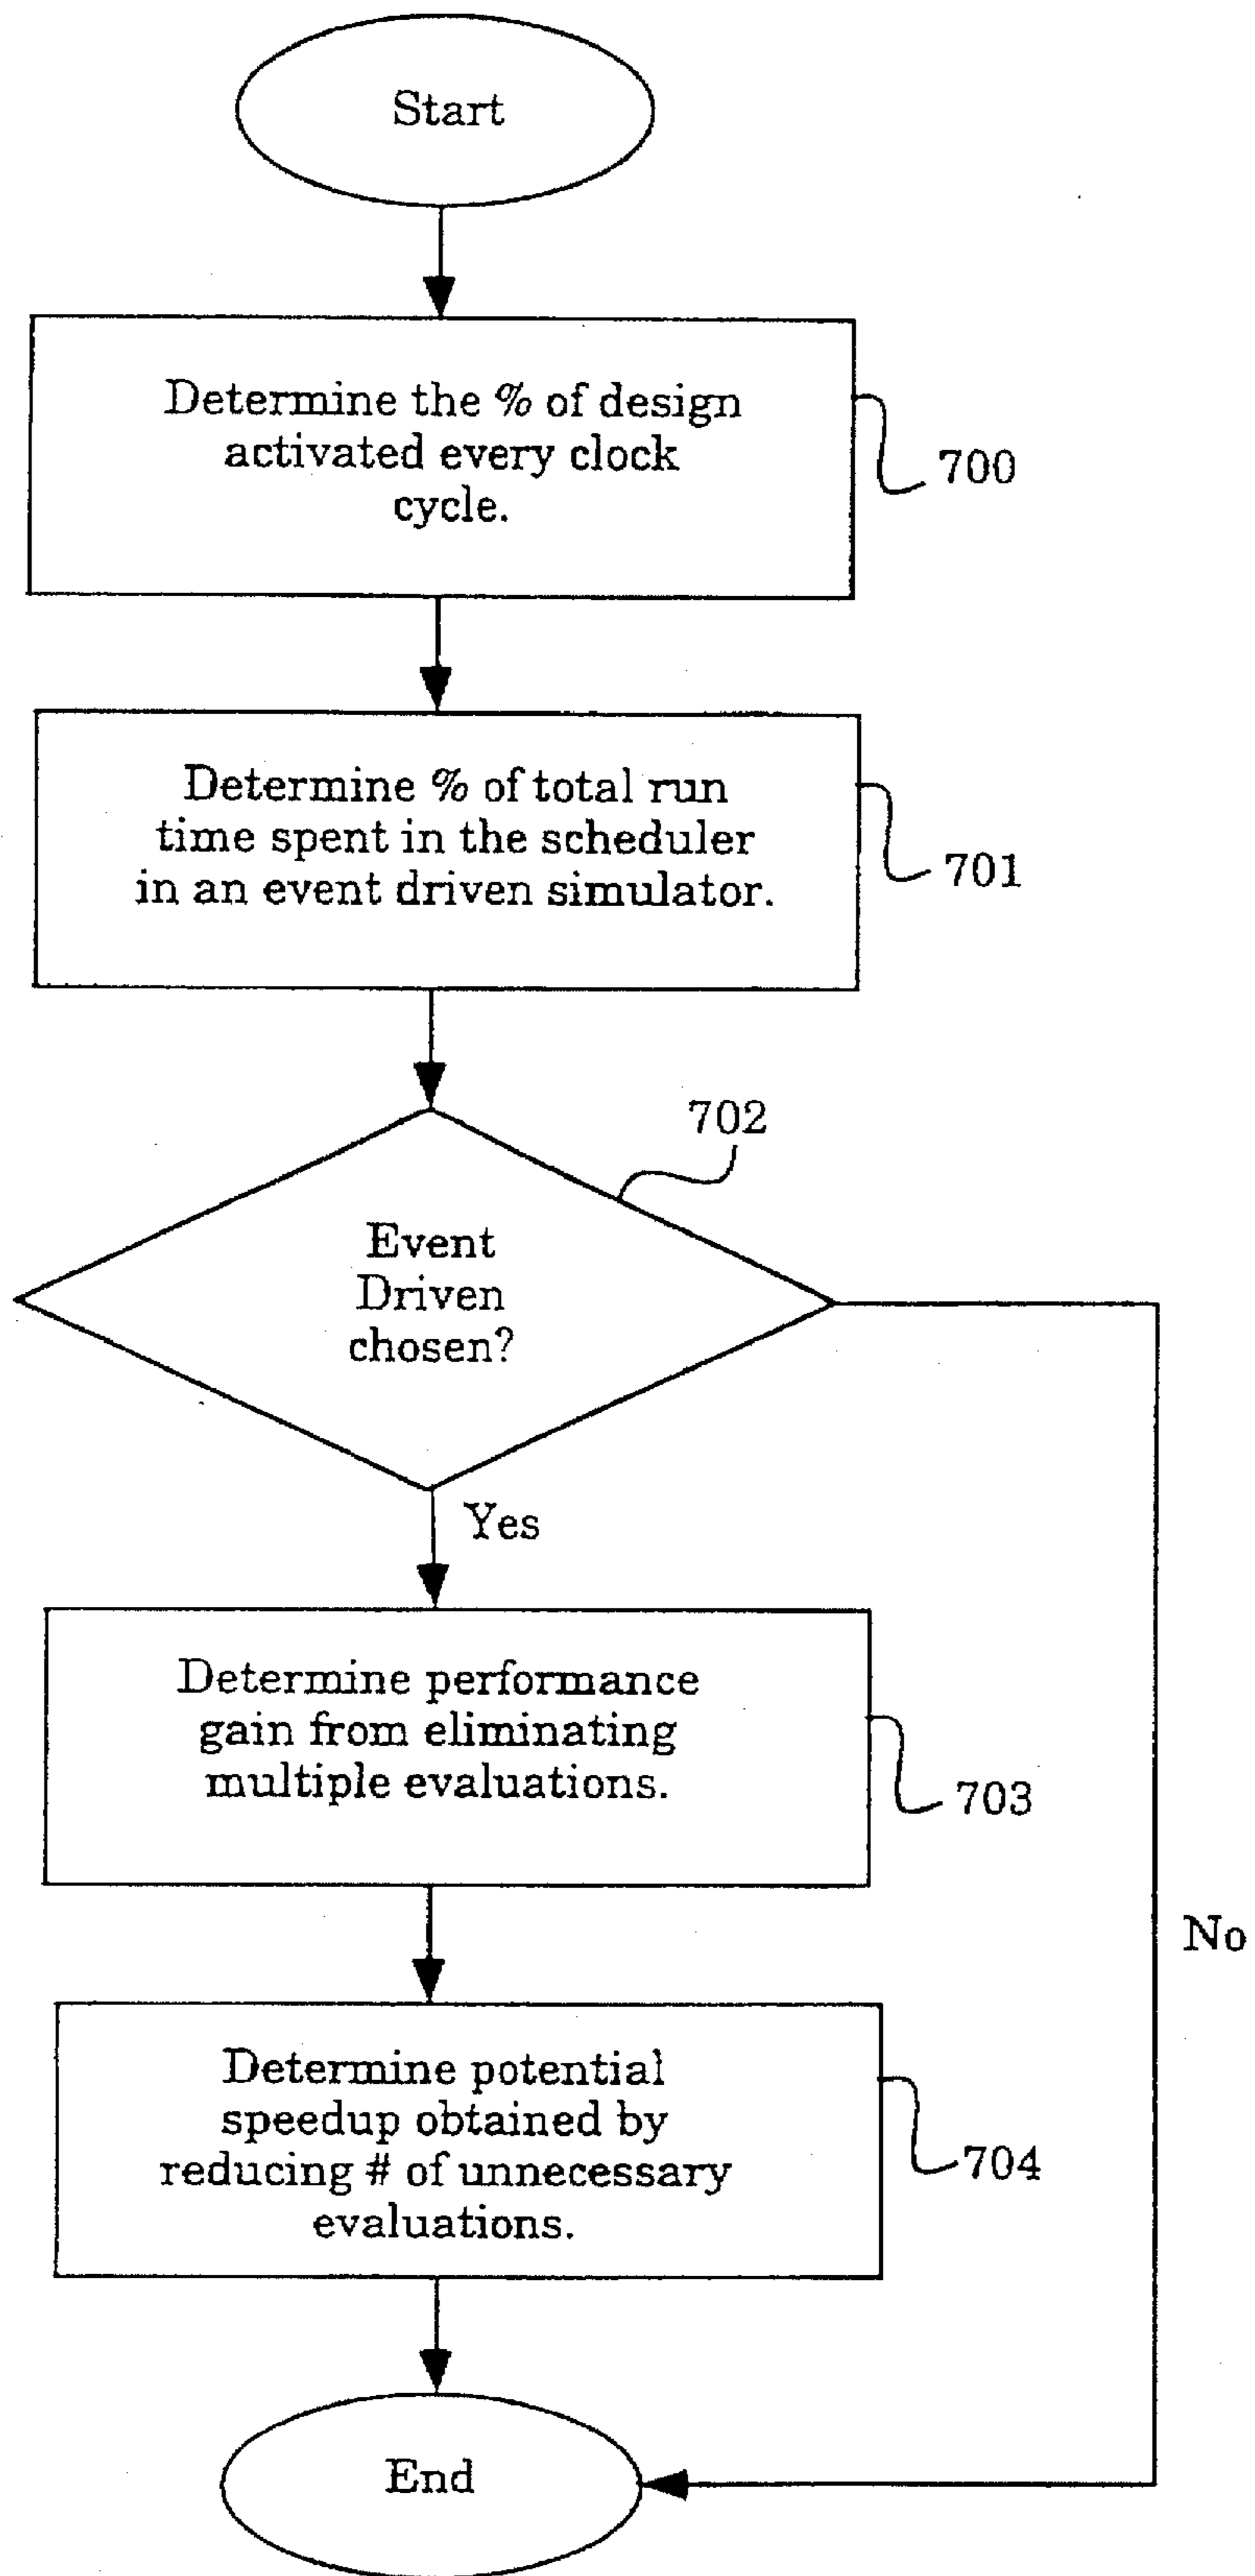 Start
Determine the % of design
activated every clock
cycle.
700
Determine % of total run
time spent in the scheduler
in an event driven simulator.
701
702
Event
Driven
chosen?
Yes
Determine performance
gain from eliminating
multiple evaluations.
703
No
Determine potential
speedup obtained by
reducing # of unnecessary
evaluations.
704
End